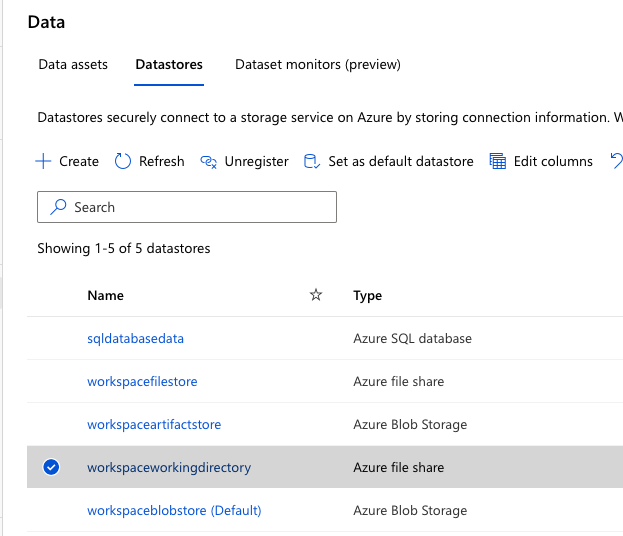 Data
Data assets Datastores Dataset monitors (preview)
Datastores securely connect to a storage service on Azure by storing connection information. W
Create Refresh Unregister Set as default datastore Edit columns
Search
Showing 1-5 of 5 datastores
Name Type
sqldatabasedata Azure SQL database
workspacefilestore Azure file share
workspaceartifactstore Azure Blob Storage
workspaceworkingdirectory Azure file share
workspaceblobstore (Default) Azure Blob Storage